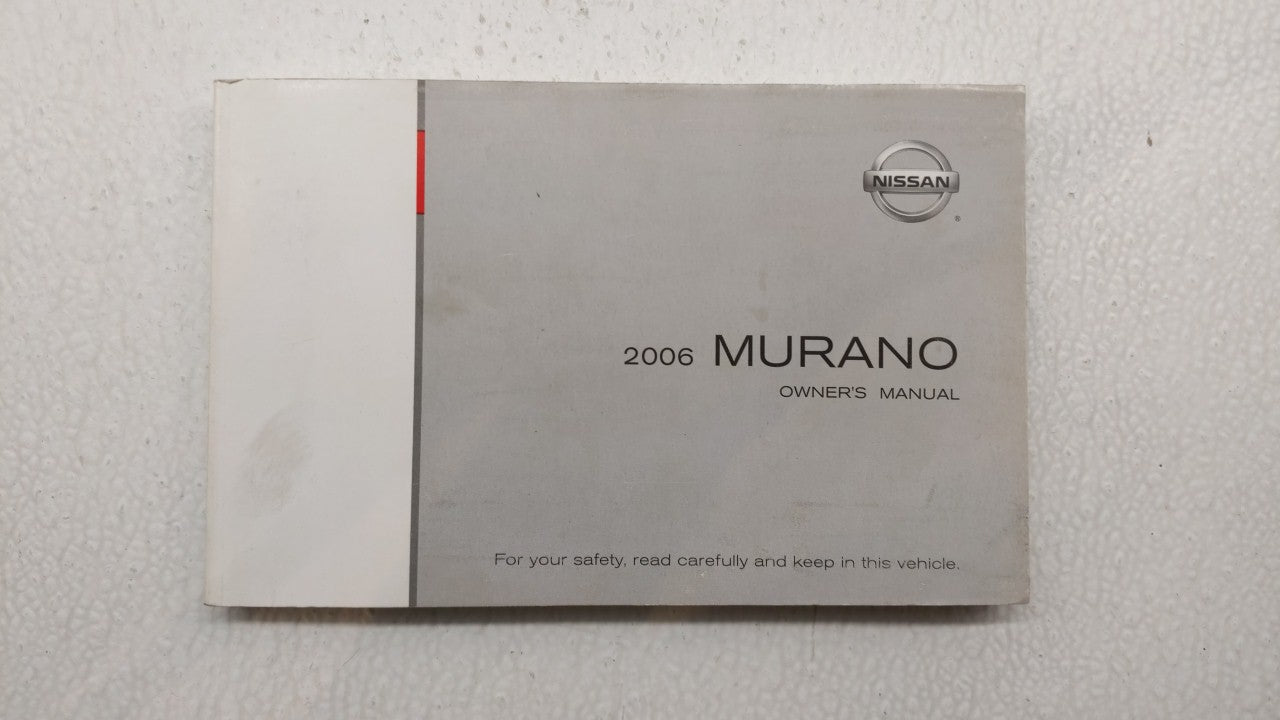 NISSAN
®
2006 MURANO
OWNER'S MANUAL
For your safety, read carefully and keep in this vehicle.